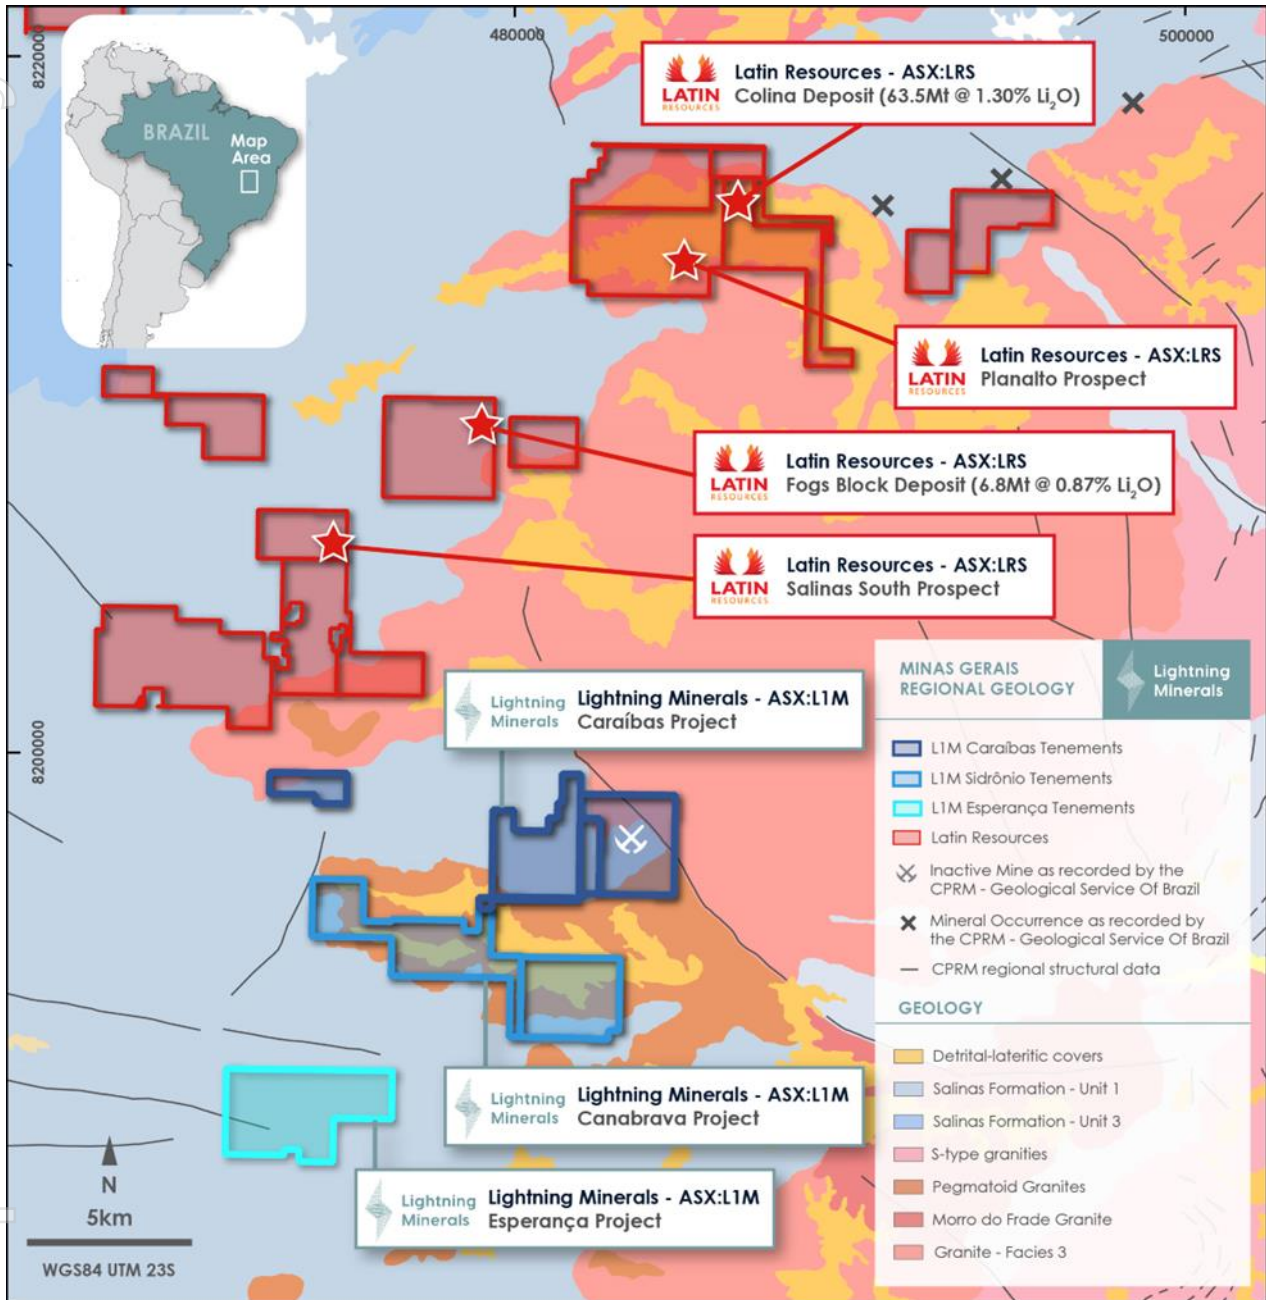 480000
500000
8220000
8200000
BRAZIL
Map
Area
LATIN
RESOURCES
Latin Resources - ASX:LRS
Colina Deposit (63.5Mt @ 1.30% Li₂O)
LATIN
RESOURCES
Latin Resources - ASX:LRS
Planalto Prospect
LATIN
RESOURCES
Latin Resources - ASX:LRS
Fogs Block Deposit (6.8Mt @ 0.87% Li₂O)
LATIN
RESOURCES
Latin Resources - ASX:LRS
Salinas South Prospect
Lightning
Minerals
Lightning Minerals - ASX:L1M
Caraíbas Project
Lightning
Minerals
Lightning Minerals - ASX:L1M
Canabrava Project
Lightning
Minerals
Lightning Minerals - ASX:L1M
Esperança Project
N
5km
WGS84 UTM 23S
MINAS GERAIS
REGIONAL GEOLOGY
Lightning
Minerals
L1M Caraíbas Tenements
L1M Sidrônio Tenements
L1M Esperança Tenements
Latin Resources
Inactive Mine as recorded by the
CPRM - Geological Service Of Brazil
Mineral Occurrence as recorded by
the CPRM - Geological Service Of Brazil
CPRM regional structural data
GEOLOGY
Detrital-lateritic covers
Salinas Formation - Unit 1
Salinas Formation - Unit 3
S-type granities
Pegmatoid Granites
Morro do Frade Granite
Granite - Facies 3